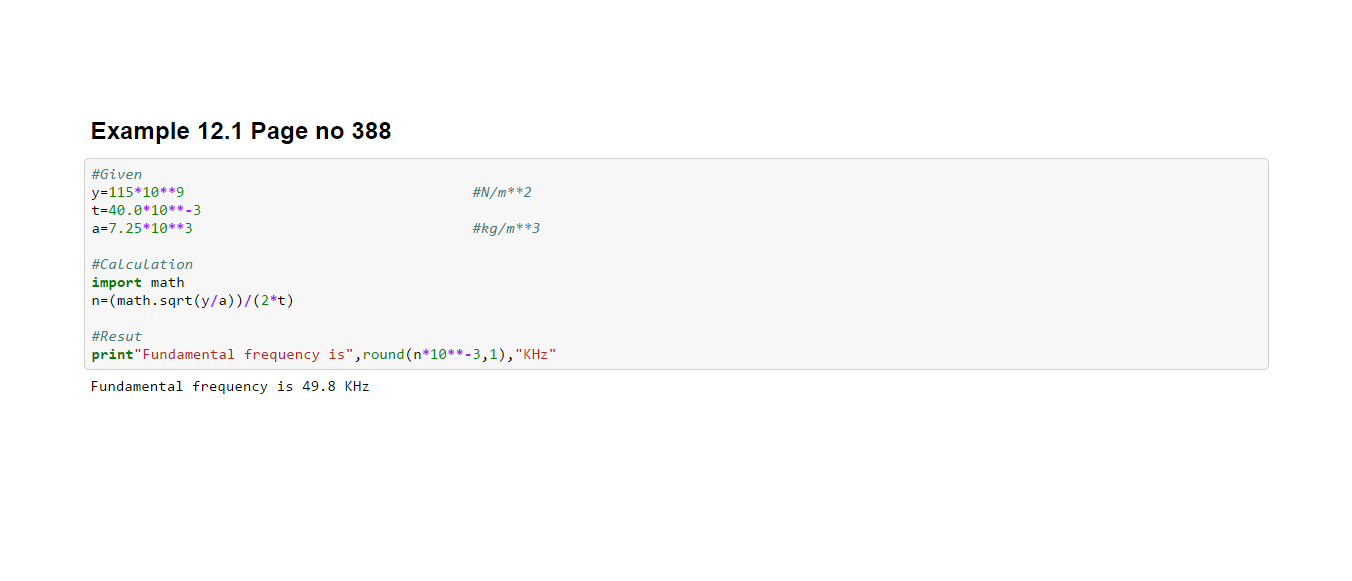 Example 12.1 Page no 388
#Given
y=115*10**9 #N/m**2
t=40.0*10**-3
a=7.25*10**3 #kg/m**3
#Calculation
import math
n=(math.sqrt(y/a))/(2*t)
#Resut
print"Fundamental frequency is",round(n*10**-3,1),"KHz"
Fundamental frequency is 49.8 KHz